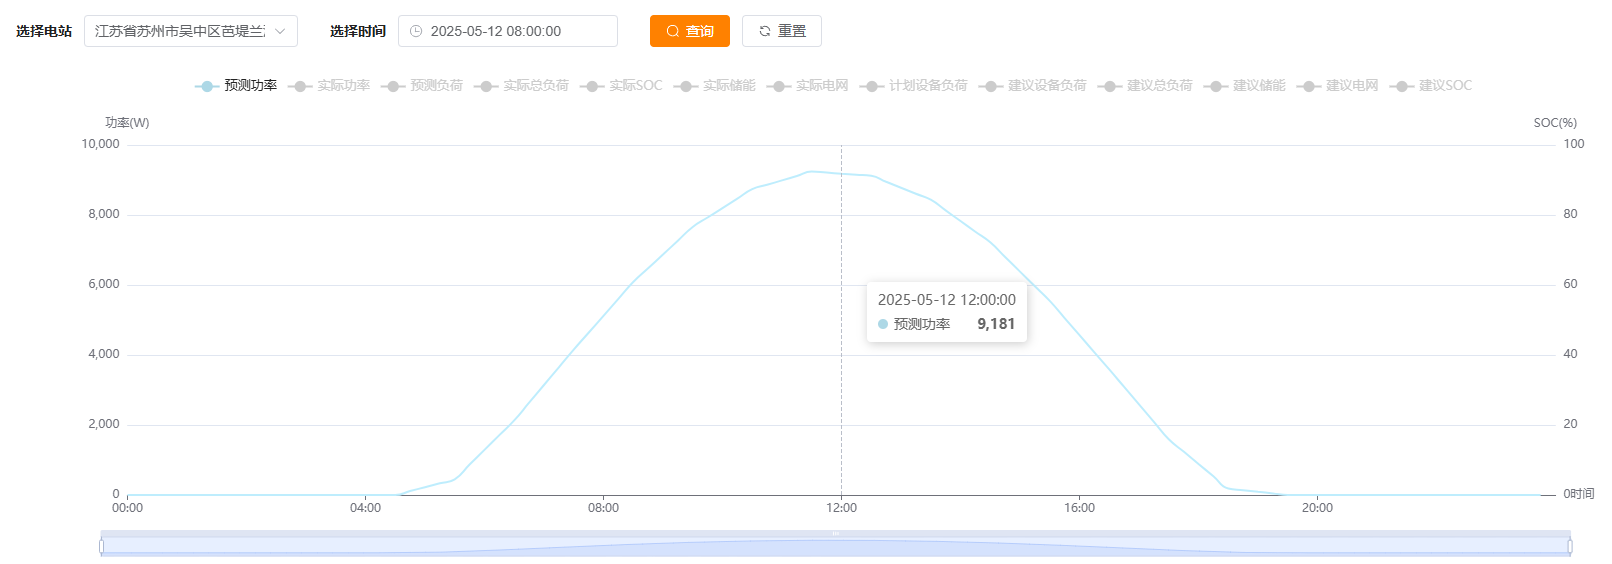 选择电站 江苏省苏州市吴中区芭堤兰 选择时间 2025-05-12 08:00:00 查询 重置
预测功率 实际功率 预测负荷 实际总负荷 实际SOC 实际储能 实际电网 计划设备负荷 建议设备负荷 建议总负荷 建议储能 建议电网 建议SOC
功率(W) SOC(%)
10,000 100
8,000 80
6,000 60
2025-05-12 12:00:00
预测功率 9,181
4,000 40
2,000 20
0 0时间
00:00 04:00 08:00 12:00 16:00 20:00